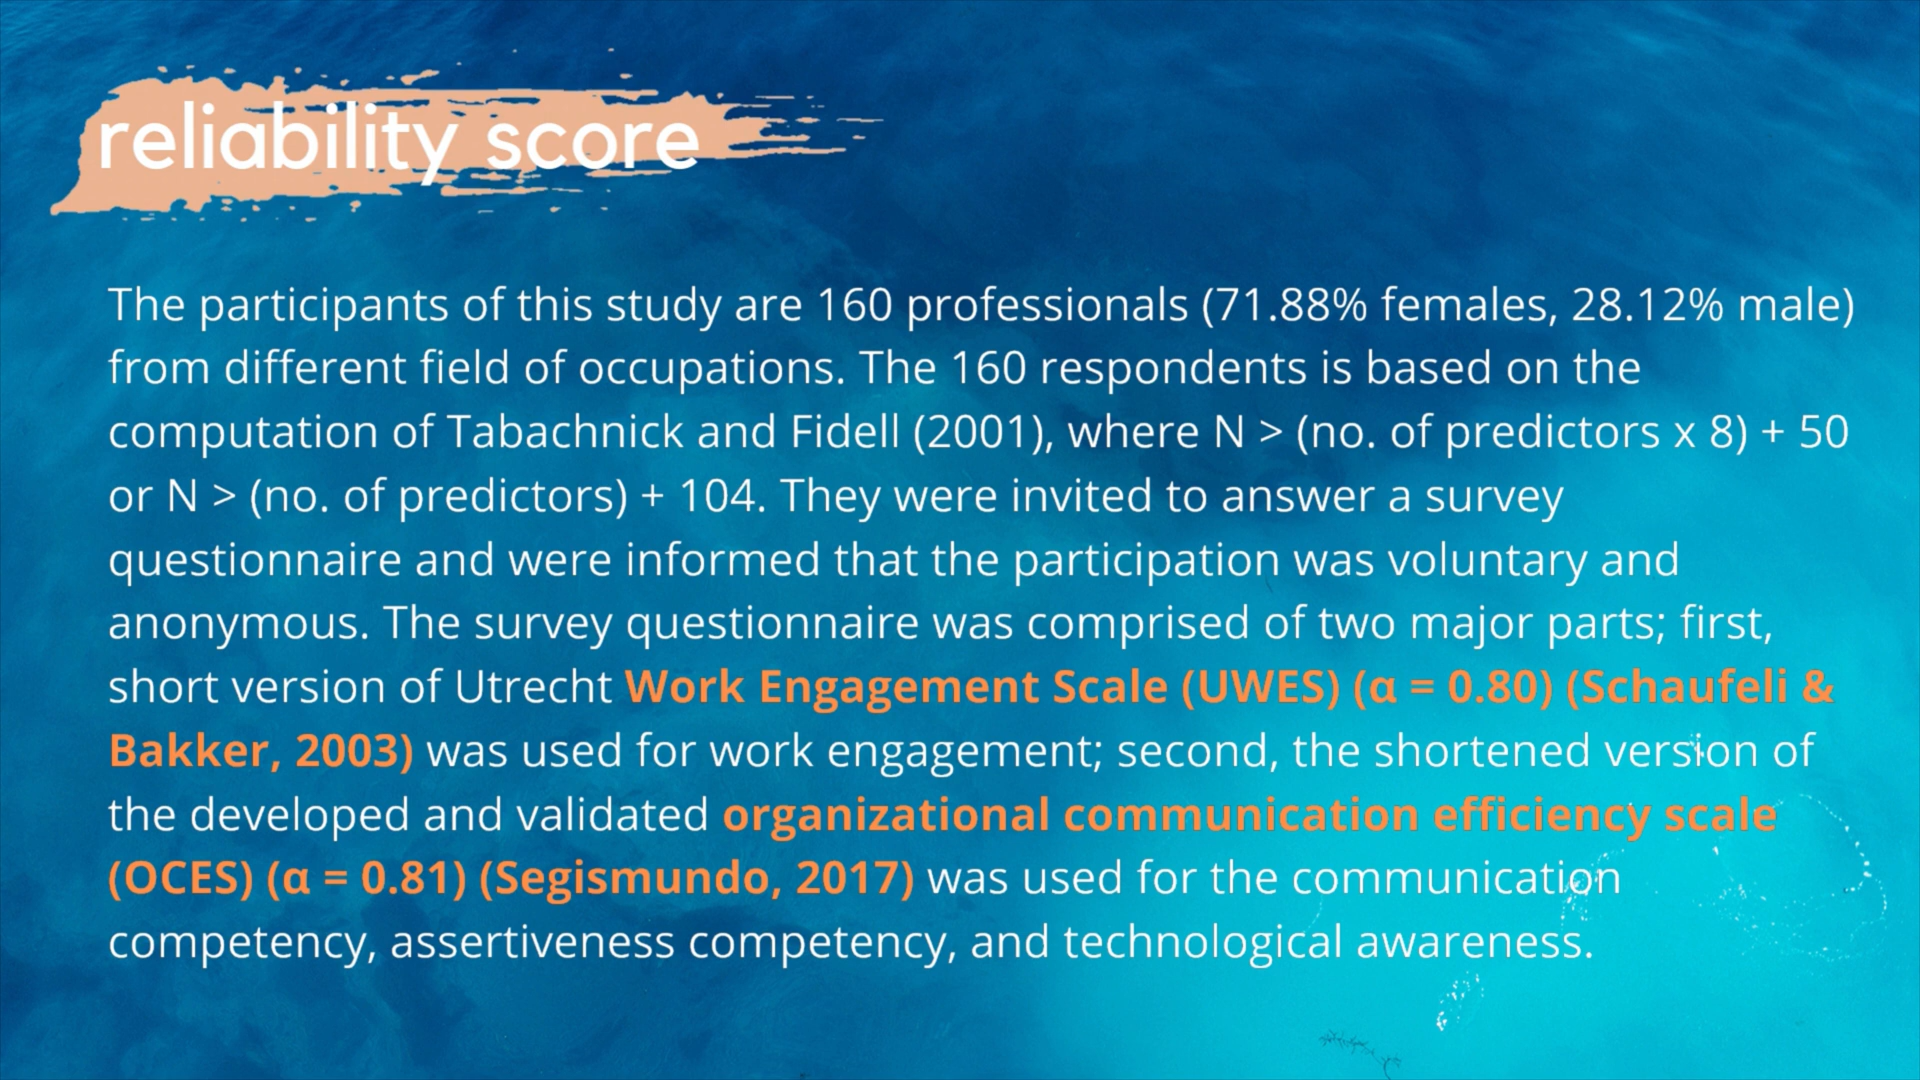 reliability score
The participants of this study are 160 professionals (71.88% females, 28.12% male)
from different field of occupations. The 160 respondents is based on the
computation of Tabachnick and Fidell (2001), where N > (no. of predictors x 8) + 50
or N > (no. of predictors) + 104. They were invited to answer a survey
questionnaire and were informed that the participation was voluntary and
anonymous. The survey questionnaire was comprised of two major parts; first,
short version of Utrecht Work Engagement Scale (UWES) (α = 0.80) (Schaufeli &
Bakker, 2003) was used for work engagement; second, the shortened version of
the developed and validated organizational communication efficiency scale
(OCES) (α = 0.81) (Segismundo, 2017) was used for the communication
competency, assertiveness competency, and technological awareness.